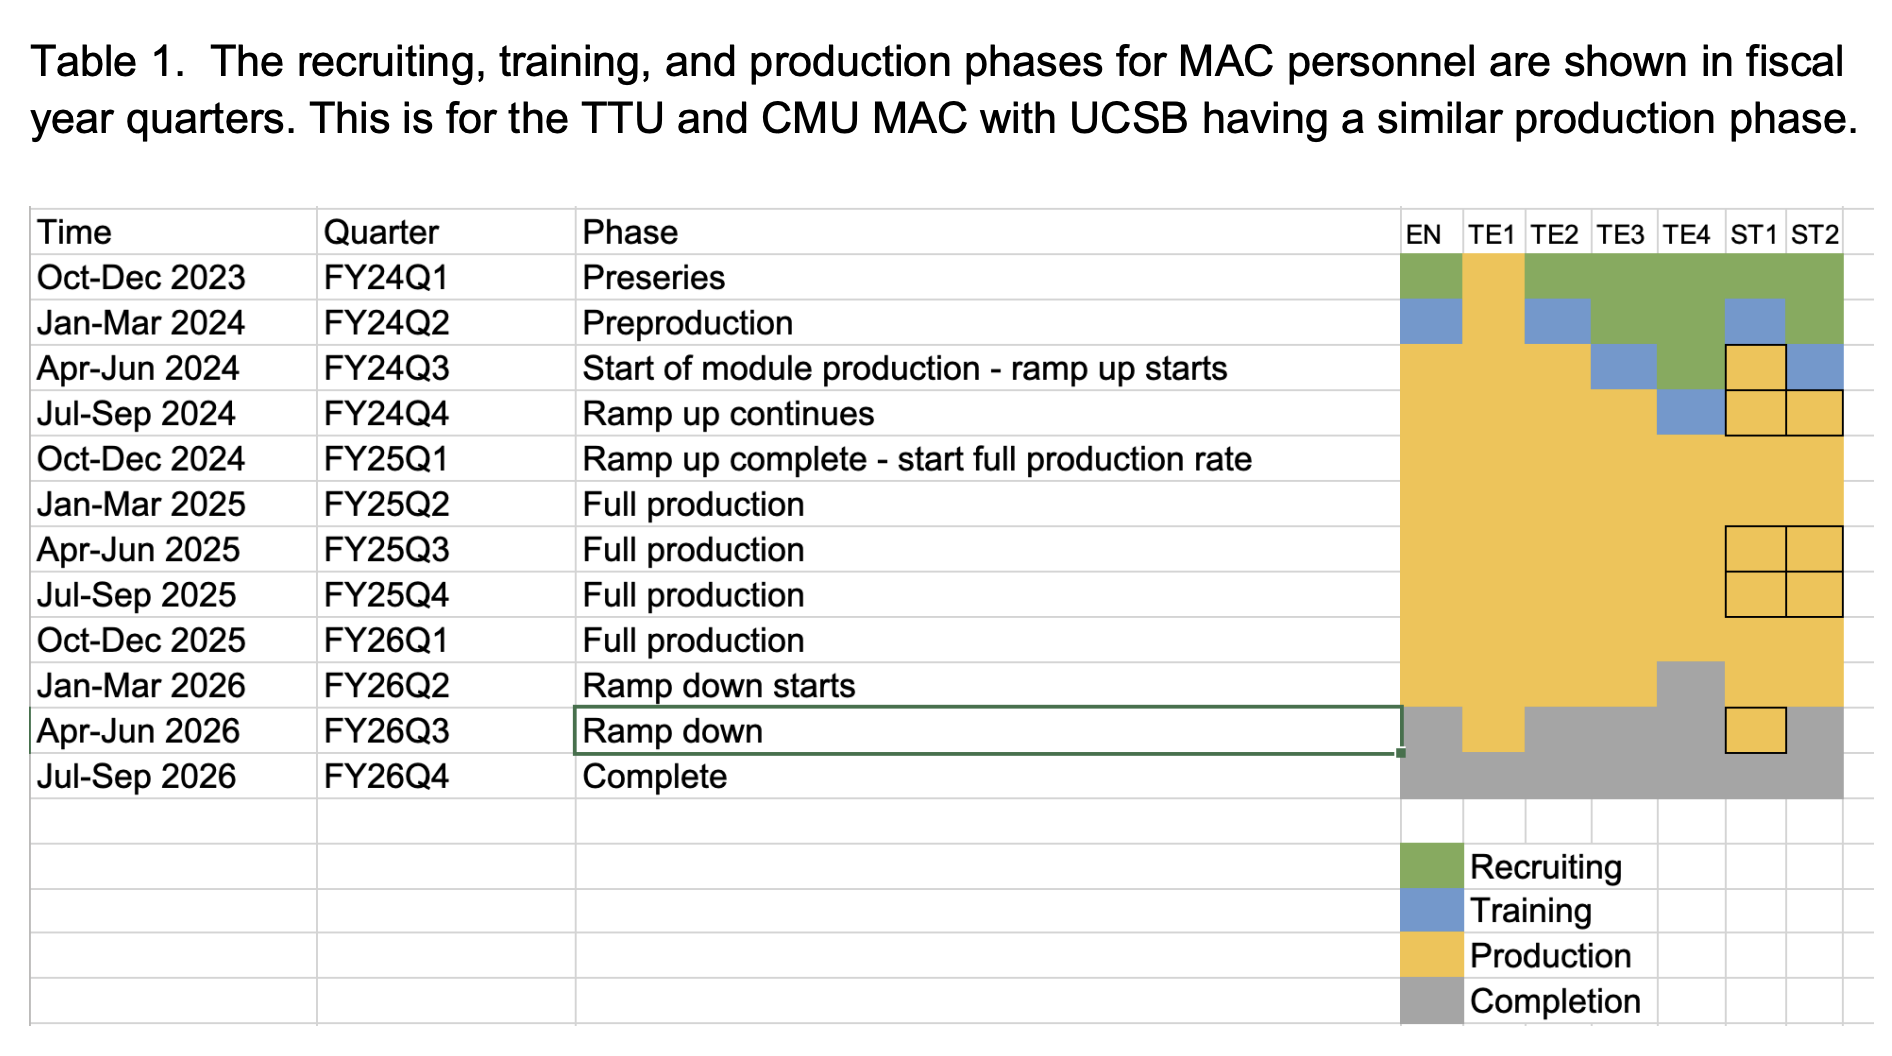 Table 1.  The recruiting, training, and production phases for MAC personnel are shown in fiscal
year quarters. This is for the TTU and CMU MAC with UCSB having a similar production phase.
Time Quarter Phase EN TE1 TE2 TE3 TE4 ST1 ST2
Oct-Dec 2023 FY24Q1 Preseries
Jan-Mar 2024 FY24Q2 Preproduction
Apr-Jun 2024 FY24Q3 Start of module production - ramp up starts
Jul-Sep 2024 FY24Q4 Ramp up continues
Oct-Dec 2024 FY25Q1 Ramp up complete - start full production rate
Jan-Mar 2025 FY25Q2 Full production
Apr-Jun 2025 FY25Q3 Full production
Jul-Sep 2025 FY25Q4 Full production
Oct-Dec 2025 FY26Q1 Full production
Jan-Mar 2026 FY26Q2 Ramp down starts
Apr-Jun 2026 FY26Q3 Ramp down
Jul-Sep 2026 FY26Q4 Complete
Recruiting
Training
Production
Completion